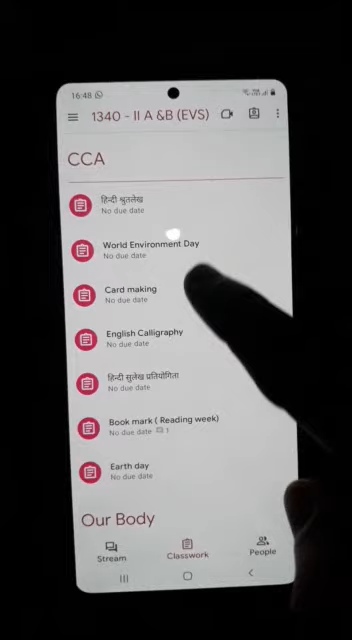 16:48
1340 - II A &B (EVS)
CCA
हिन्दी श्रुतलेख
No due date
World Environment Day
No due date
Card making
No due date
English Calligraphy
No due date
हिन्दी सुलेख प्रतियोगिता
No due date
Book mark ( Reading week)
No due date 1
Earth day
No due date
Our Body
Stream
Classwork
People